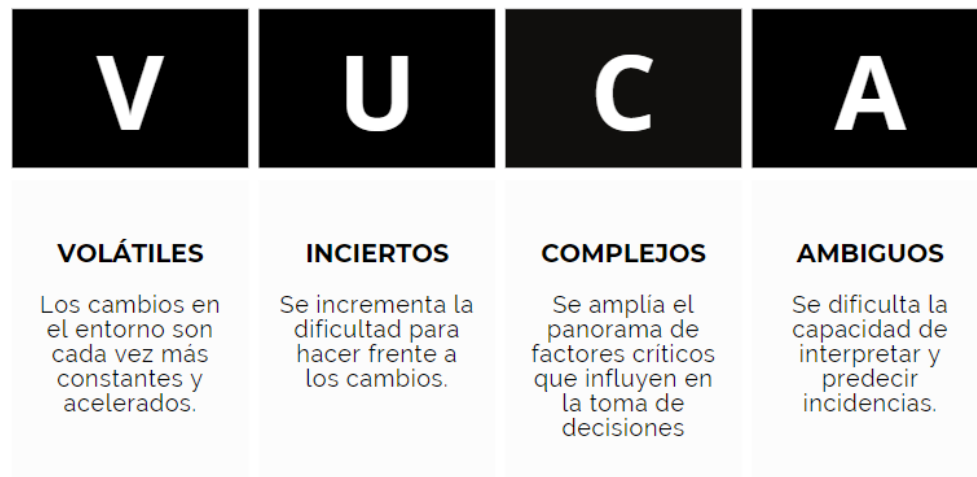 V
U
C
A
VOLÁTILES
Los cambios en
el entorno son
cada vez más
constantes y
acelerados.
INCIERTOS
Se incrementa la
dificultad para
hacer frente a
los cambios.
COMPLEJOS
Se amplía el
panorama de
factores críticos
que influyen en
la toma de
decisiones
AMBIGUOS
Se dificulta la
capacidad de
interpretar y
predecir
incidencias.